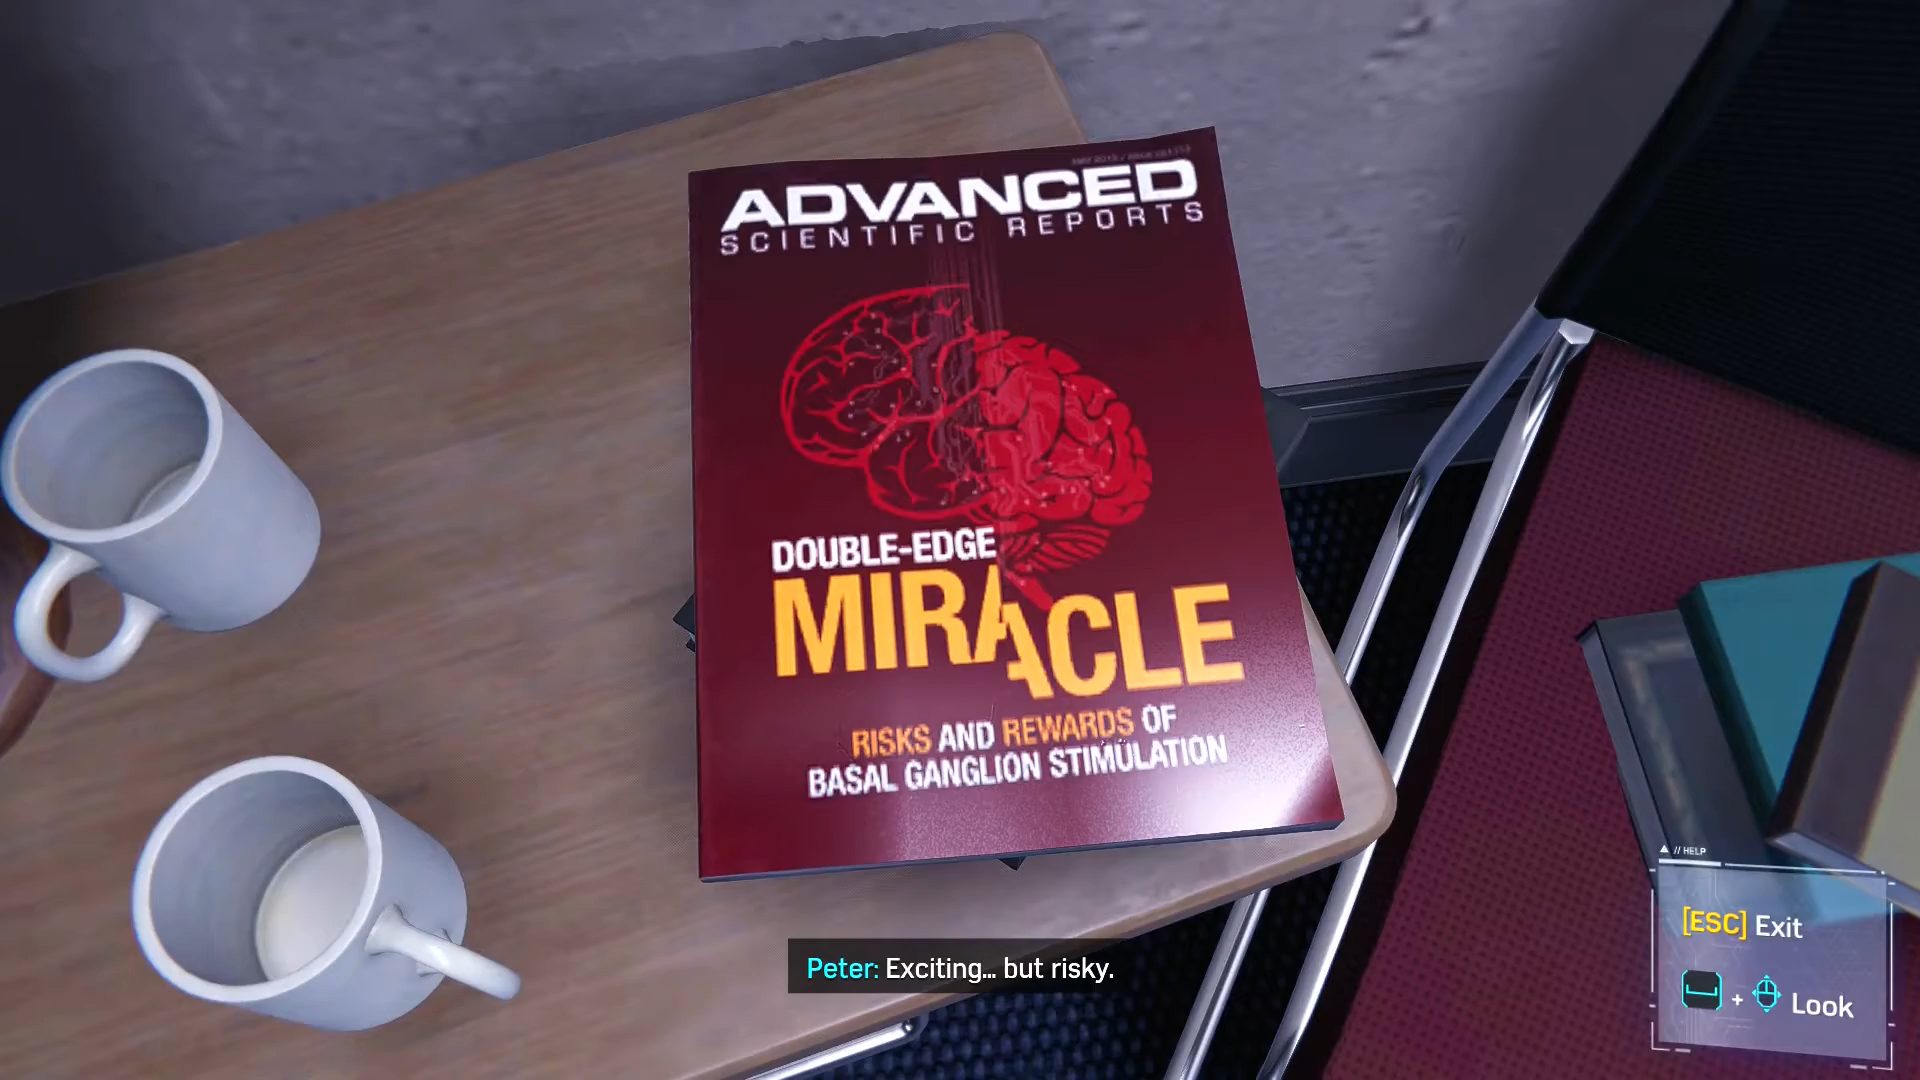 ADVANCED
SCIENTIFIC REPORTS
DOUBLE-EDGE
MIRACLE
RISKS AND REWARDS OF
BASAL GANGLION STIMULATION
Peter: Exciting... but risky.
// HELP
[ESC] Exit
+ Look